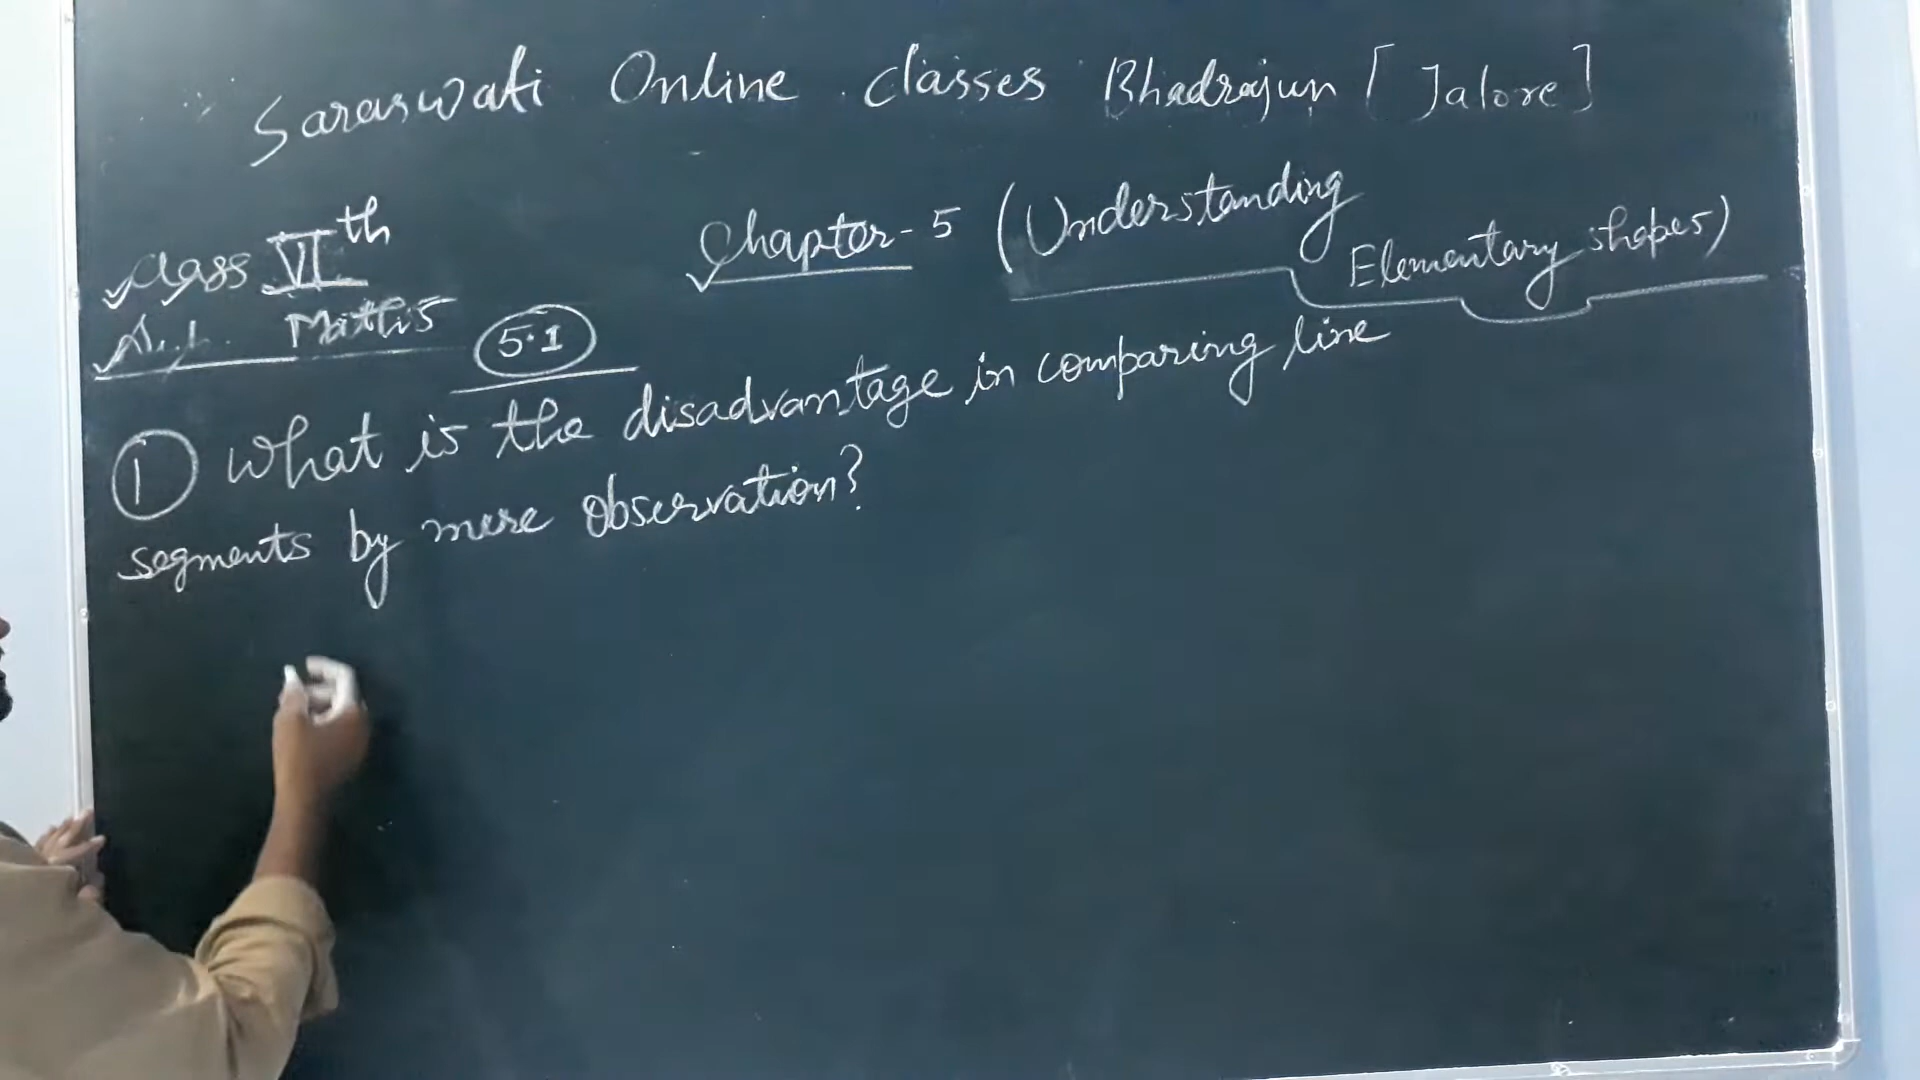 Saraswati Online classes Bhadrajun [Jalore]
Class VIth
Chapter-5 (Understanding
Elementary shapes)
Sub. Maths
5.1
① What is the disadvantage in comparing line
segments by mere observation?